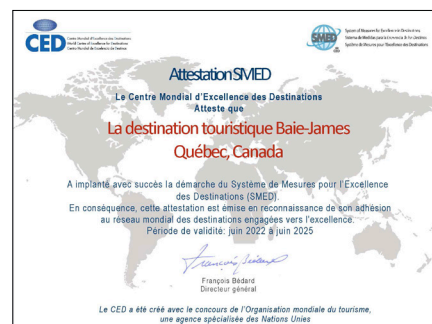 CED
Centre Mondial d'Excellence des Destinations
World Centre of Excellence for Destinations
Centro Mundial de Excelencia de Destinos
SMED
System of Measures for Excellence in Destinations
Sistema de Medidas para la Excelencia de los Destinos
Système de Mesures pour l'Excellence des Destinations
Attestation SMED
Le Centre Mondial d'Excellence des Destinations
Atteste que
La destination touristique Baie-James
Québec, Canada
A implanté avec succès la démarche du Système de Mesures pour l'Excellence
des Destinations (SMED).
En conséquence, cette attestation est émise en reconnaissance de son adhésion
au réseau mondial des destinations engagées vers l'excellence.
Période de validité: juin 2022 à juin 2025
François Bédard
François Bédard
Directeur général
Le CED a été créé avec le concours de l'Organisation mondiale du tourisme,
une agence spécialisée des Nations Unies